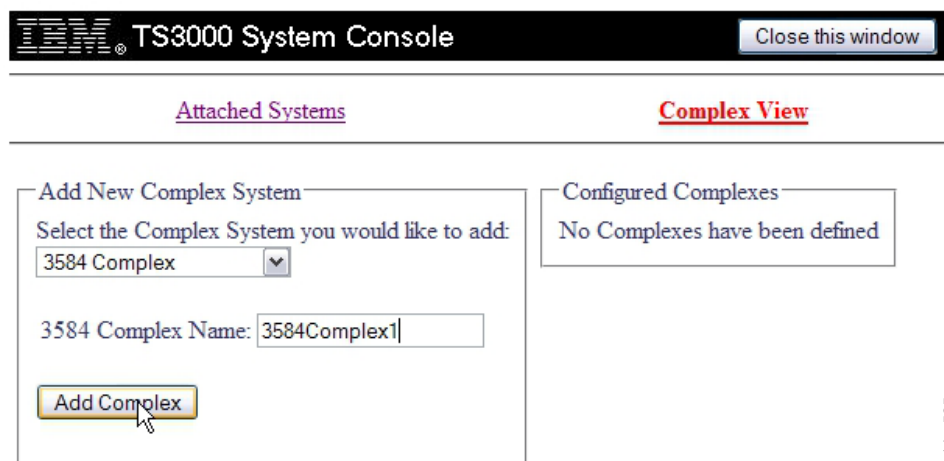 IBM® TS3000 System Console
Close this window
Attached Systems
Complex View
Add New Complex System
Select the Complex System you would like to add:
3584 Complex
3584 Complex Name: 3584Complex1
Add Complex
Configured Complexes
No Complexes have been defined